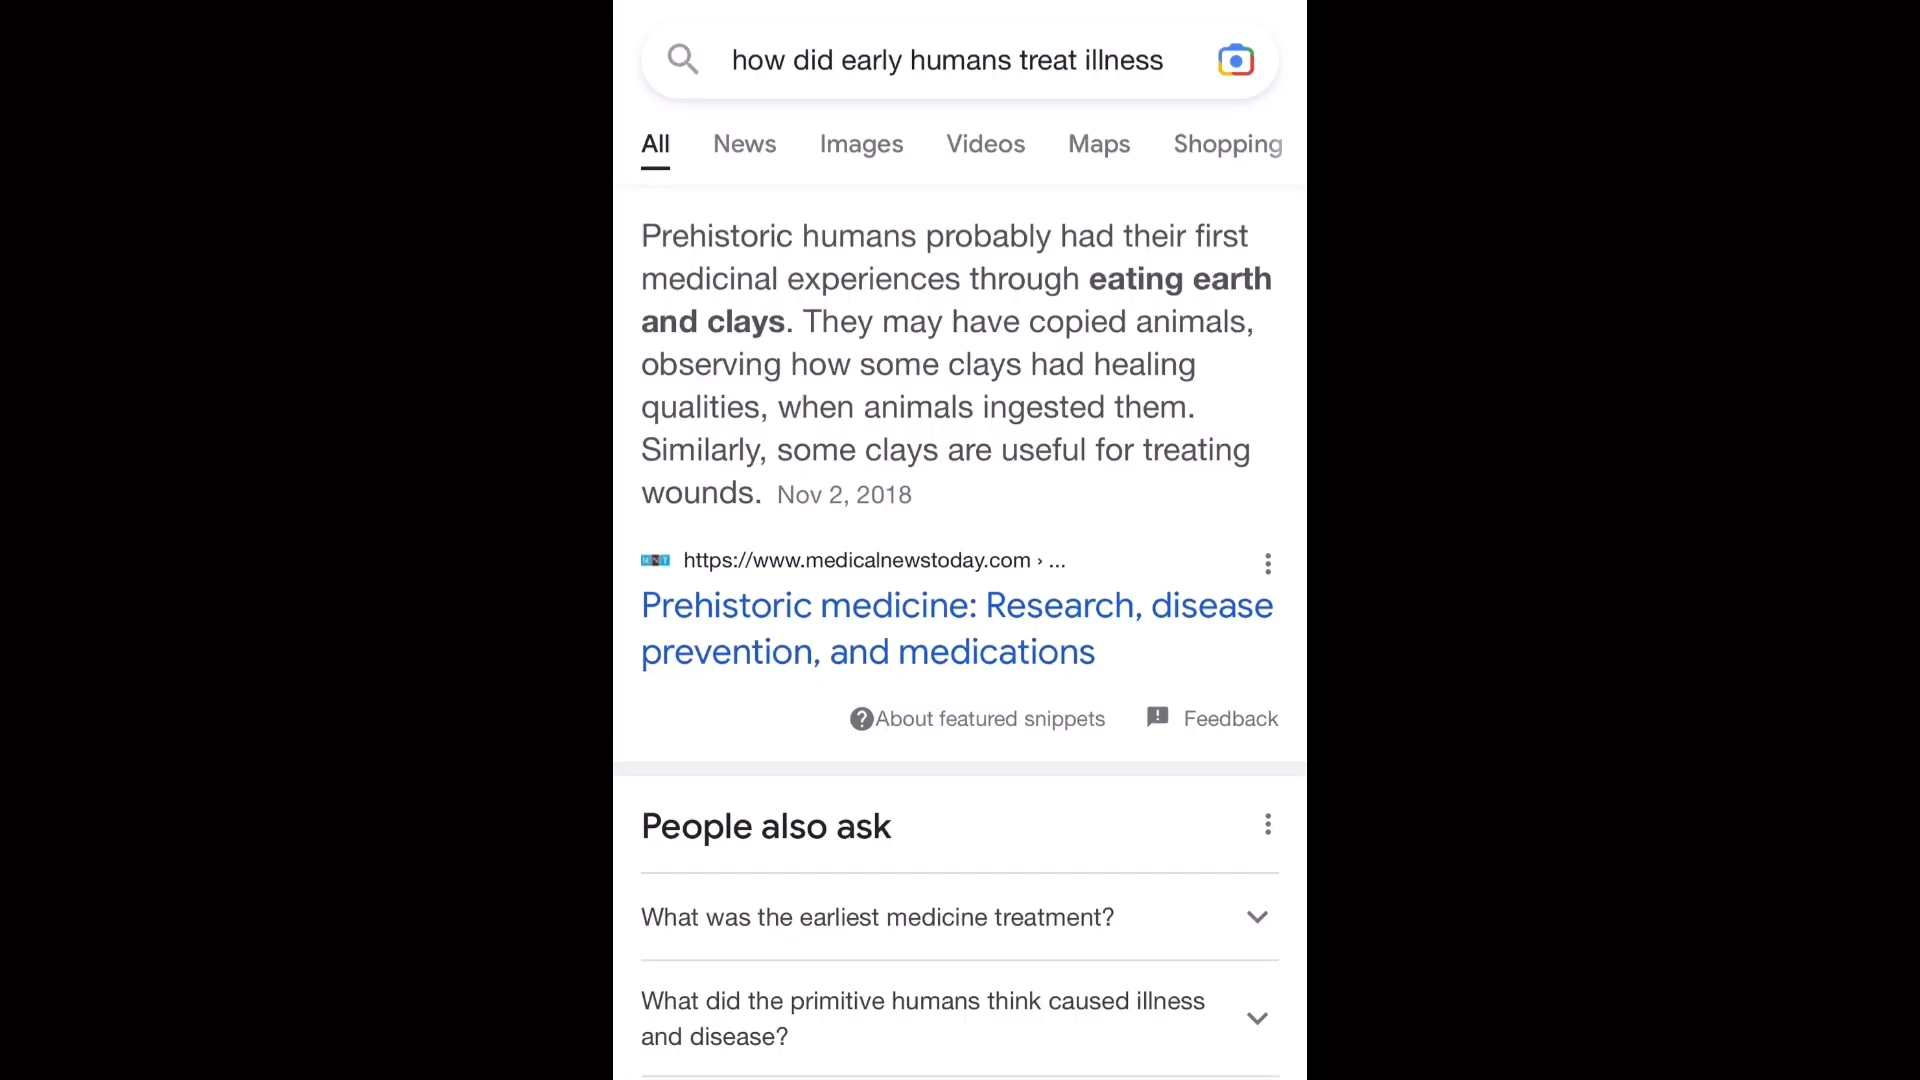 how did early humans treat illness
All News Images Videos Maps Shopping
Prehistoric humans probably had their first
medicinal experiences through eating earth
and clays. They may have copied animals,
observing how some clays had healing
qualities, when animals ingested them.
Similarly, some clays are useful for treating
wounds. Nov 2, 2018
MNT https://www.medicalnewstoday.com › ...
Prehistoric medicine: Research, disease
prevention, and medications
About featured snippets Feedback
People also ask
What was the earliest medicine treatment?
What did the primitive humans think caused illness
and disease?